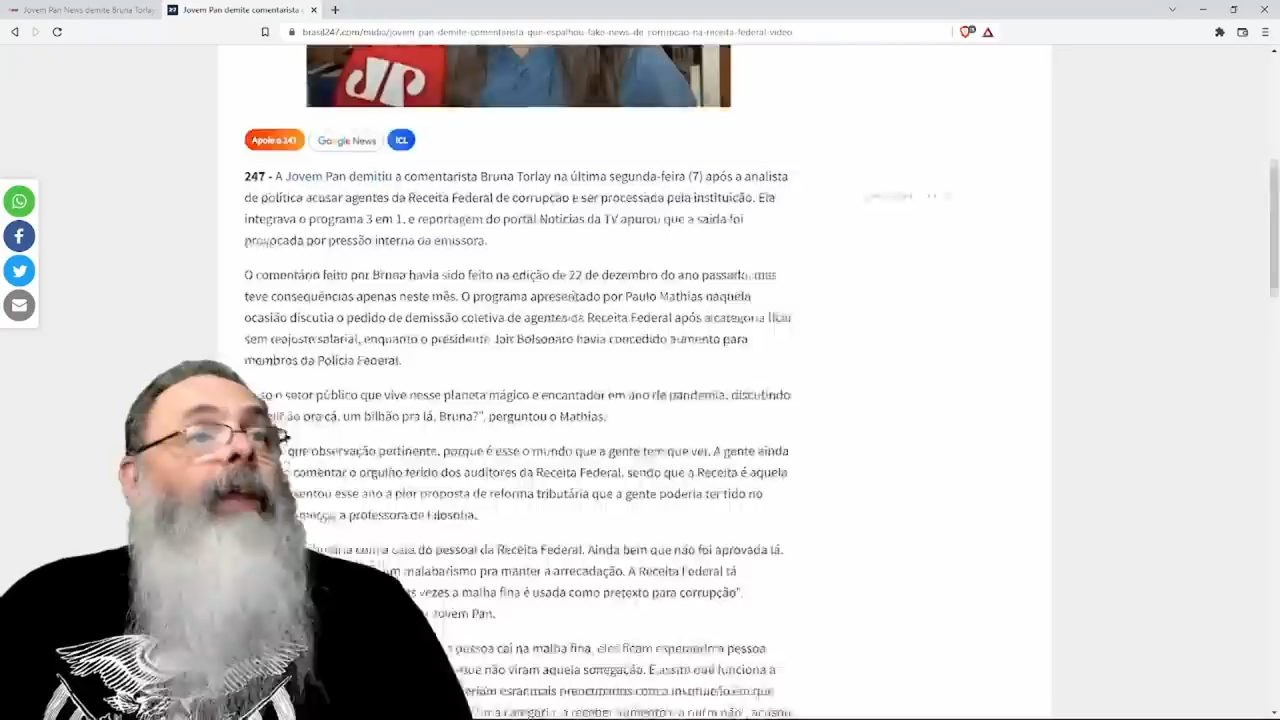 Jovem Pan News demite Bruna Torlay
Jovem Pan demite comentarista
brasil247.com/midia/jovem-pan-demite-comentarista-que-espalhou-fake-news-de-corrupcao-na-receita-federal-video
JP
Apoie o 247
Google News
ICL
247 - A Jovem Pan demitiu a comentarista Bruna Torlay na última segunda-feira (7) após a analista
de política acusar agentes da Receita Federal de corrupção e ser processada pela instituição. Ela
integrava o programa 3 em 1, e reportagem do portal Notícias da TV apurou que a saída foi
provocada por pressão interna da emissora.
O comentário feito por Bruna havia sido feito na edição de 22 de dezembro do ano passado, mas
teve consequências apenas neste mês. O programa apresentado por Paulo Mathias naquela
ocasião discutia o pedido de demissão coletiva de agentes da Receita Federal após a categoria ficar
sem reajuste salarial, enquanto o presidente Jair Bolsonaro havia concedido aumento para
membros da Polícia Federal.
so o setor público que vive nesse planeta mágico e encantador em ano de pandemia, discutindo
ão pra cá, um bilhão pra lá, Bruna?", perguntou o Mathias.
que observação pertinente, porque é esse o mundo que a gente tem que ver. A gente ainda
comentar o orgulho ferido dos auditores da Receita Federal, sendo que a Receita é aquela
sentou esse ano a pior proposta de reforma tributária que a gente poderia ter tido no
a professora de Filosofia.
do pessoal da Receita Federal. Ainda bem que não foi aprovada lá.
m malabarismo pra manter a arrecadação. A Receita Federal tá
s vezes a malha fina é usada como pretexto para corrupção".
Jovem Pan.
pessoa cai na malha fina, eles ficam esperando a pessoa
que não viram aquela sonegação. E assim que funciona a
estar mais preocupados com a instituição em que